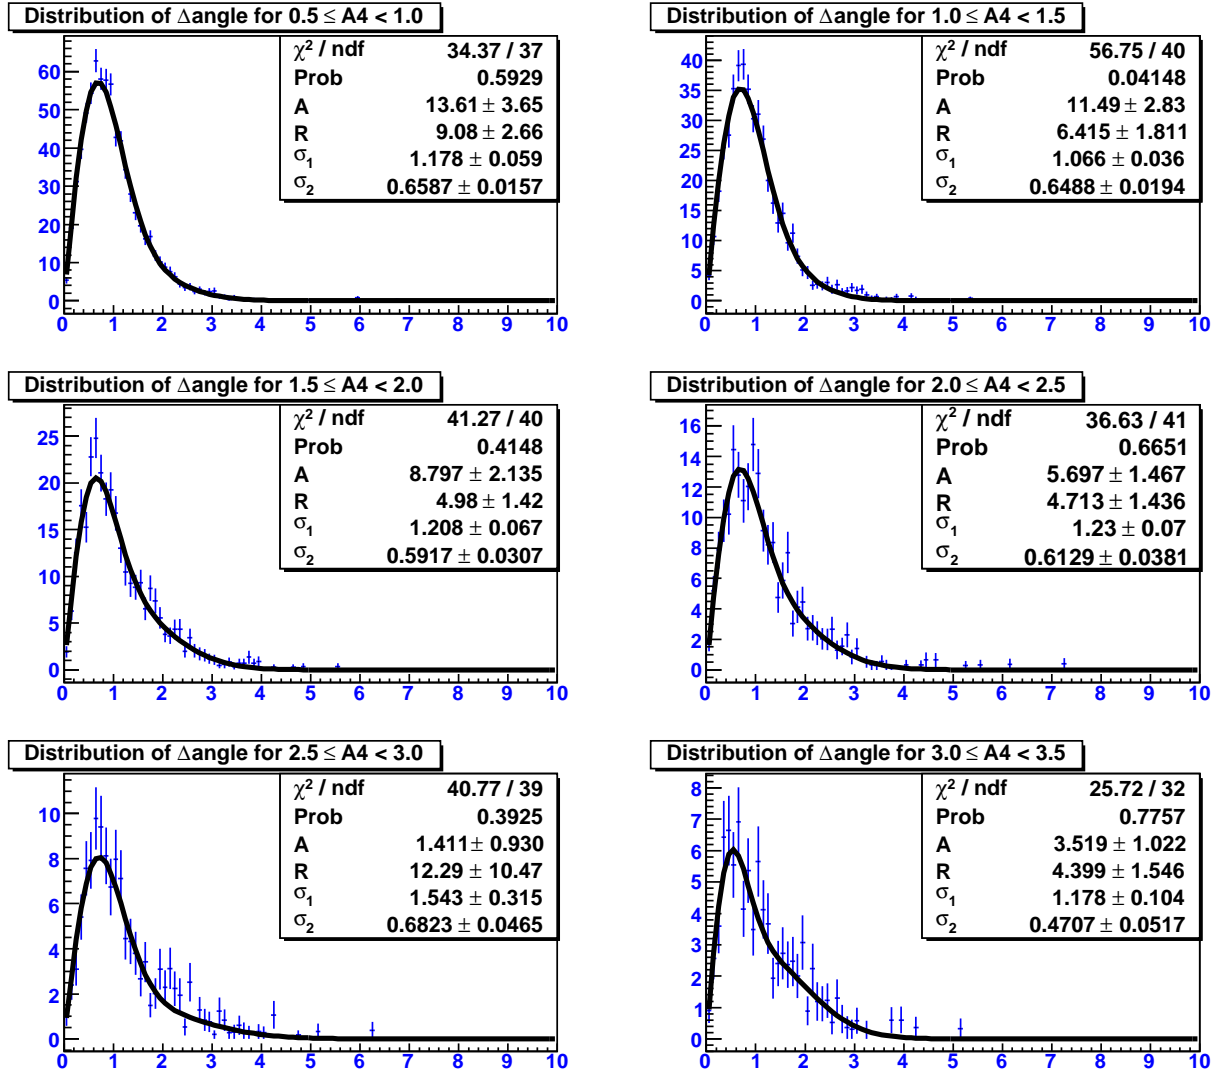 Distribution of Δangle for 0.5 ≤ A4 < 1.0
χ² / ndf 34.37 / 37
Prob 0.5929
A 13.61 ± 3.65
R 9.08 ± 2.66
σ₁ 1.178 ± 0.059
σ₂ 0.6587 ± 0.0157
60
50
40
30
20
10
0
0 1 2 3 4 5 6 7 8 9 10
Distribution of Δangle for 1.0 ≤ A4 < 1.5
χ² / ndf 56.75 / 40
Prob 0.04148
A 11.49 ± 2.83
R 6.415 ± 1.811
σ₁ 1.066 ± 0.036
σ₂ 0.6488 ± 0.0194
40
35
30
25
20
15
10
5
0
0 1 2 3 4 5 6 7 8 9 10
Distribution of Δangle for 1.5 ≤ A4 < 2.0
χ² / ndf 41.27 / 40
Prob 0.4148
A 8.797 ± 2.135
R 4.98 ± 1.42
σ₁ 1.208 ± 0.067
σ₂ 0.5917 ± 0.0307
25
20
15
10
5
0
0 1 2 3 4 5 6 7 8 9 10
Distribution of Δangle for 2.0 ≤ A4 < 2.5
χ² / ndf 36.63 / 41
Prob 0.6651
A 5.697 ± 1.467
R 4.713 ± 1.436
σ₁ 1.23 ± 0.07
σ₂ 0.6129 ± 0.0381
16
14
12
10
8
6
4
2
0
0 1 2 3 4 5 6 7 8 9 10
Distribution of Δangle for 2.5 ≤ A4 < 3.0
χ² / ndf 40.77 / 39
Prob 0.3925
A 1.411 ± 0.930
R 12.29 ± 10.47
σ₁ 1.543 ± 0.315
σ₂ 0.6823 ± 0.0465
10
8
6
4
2
0
0 1 2 3 4 5 6 7 8 9 10
Distribution of Δangle for 3.0 ≤ A4 < 3.5
χ² / ndf 25.72 / 32
Prob 0.7757
A 3.519 ± 1.022
R 4.399 ± 1.546
σ₁ 1.178 ± 0.104
σ₂ 0.4707 ± 0.0517
8
7
6
5
4
3
2
1
0
0 1 2 3 4 5 6 7 8 9 10